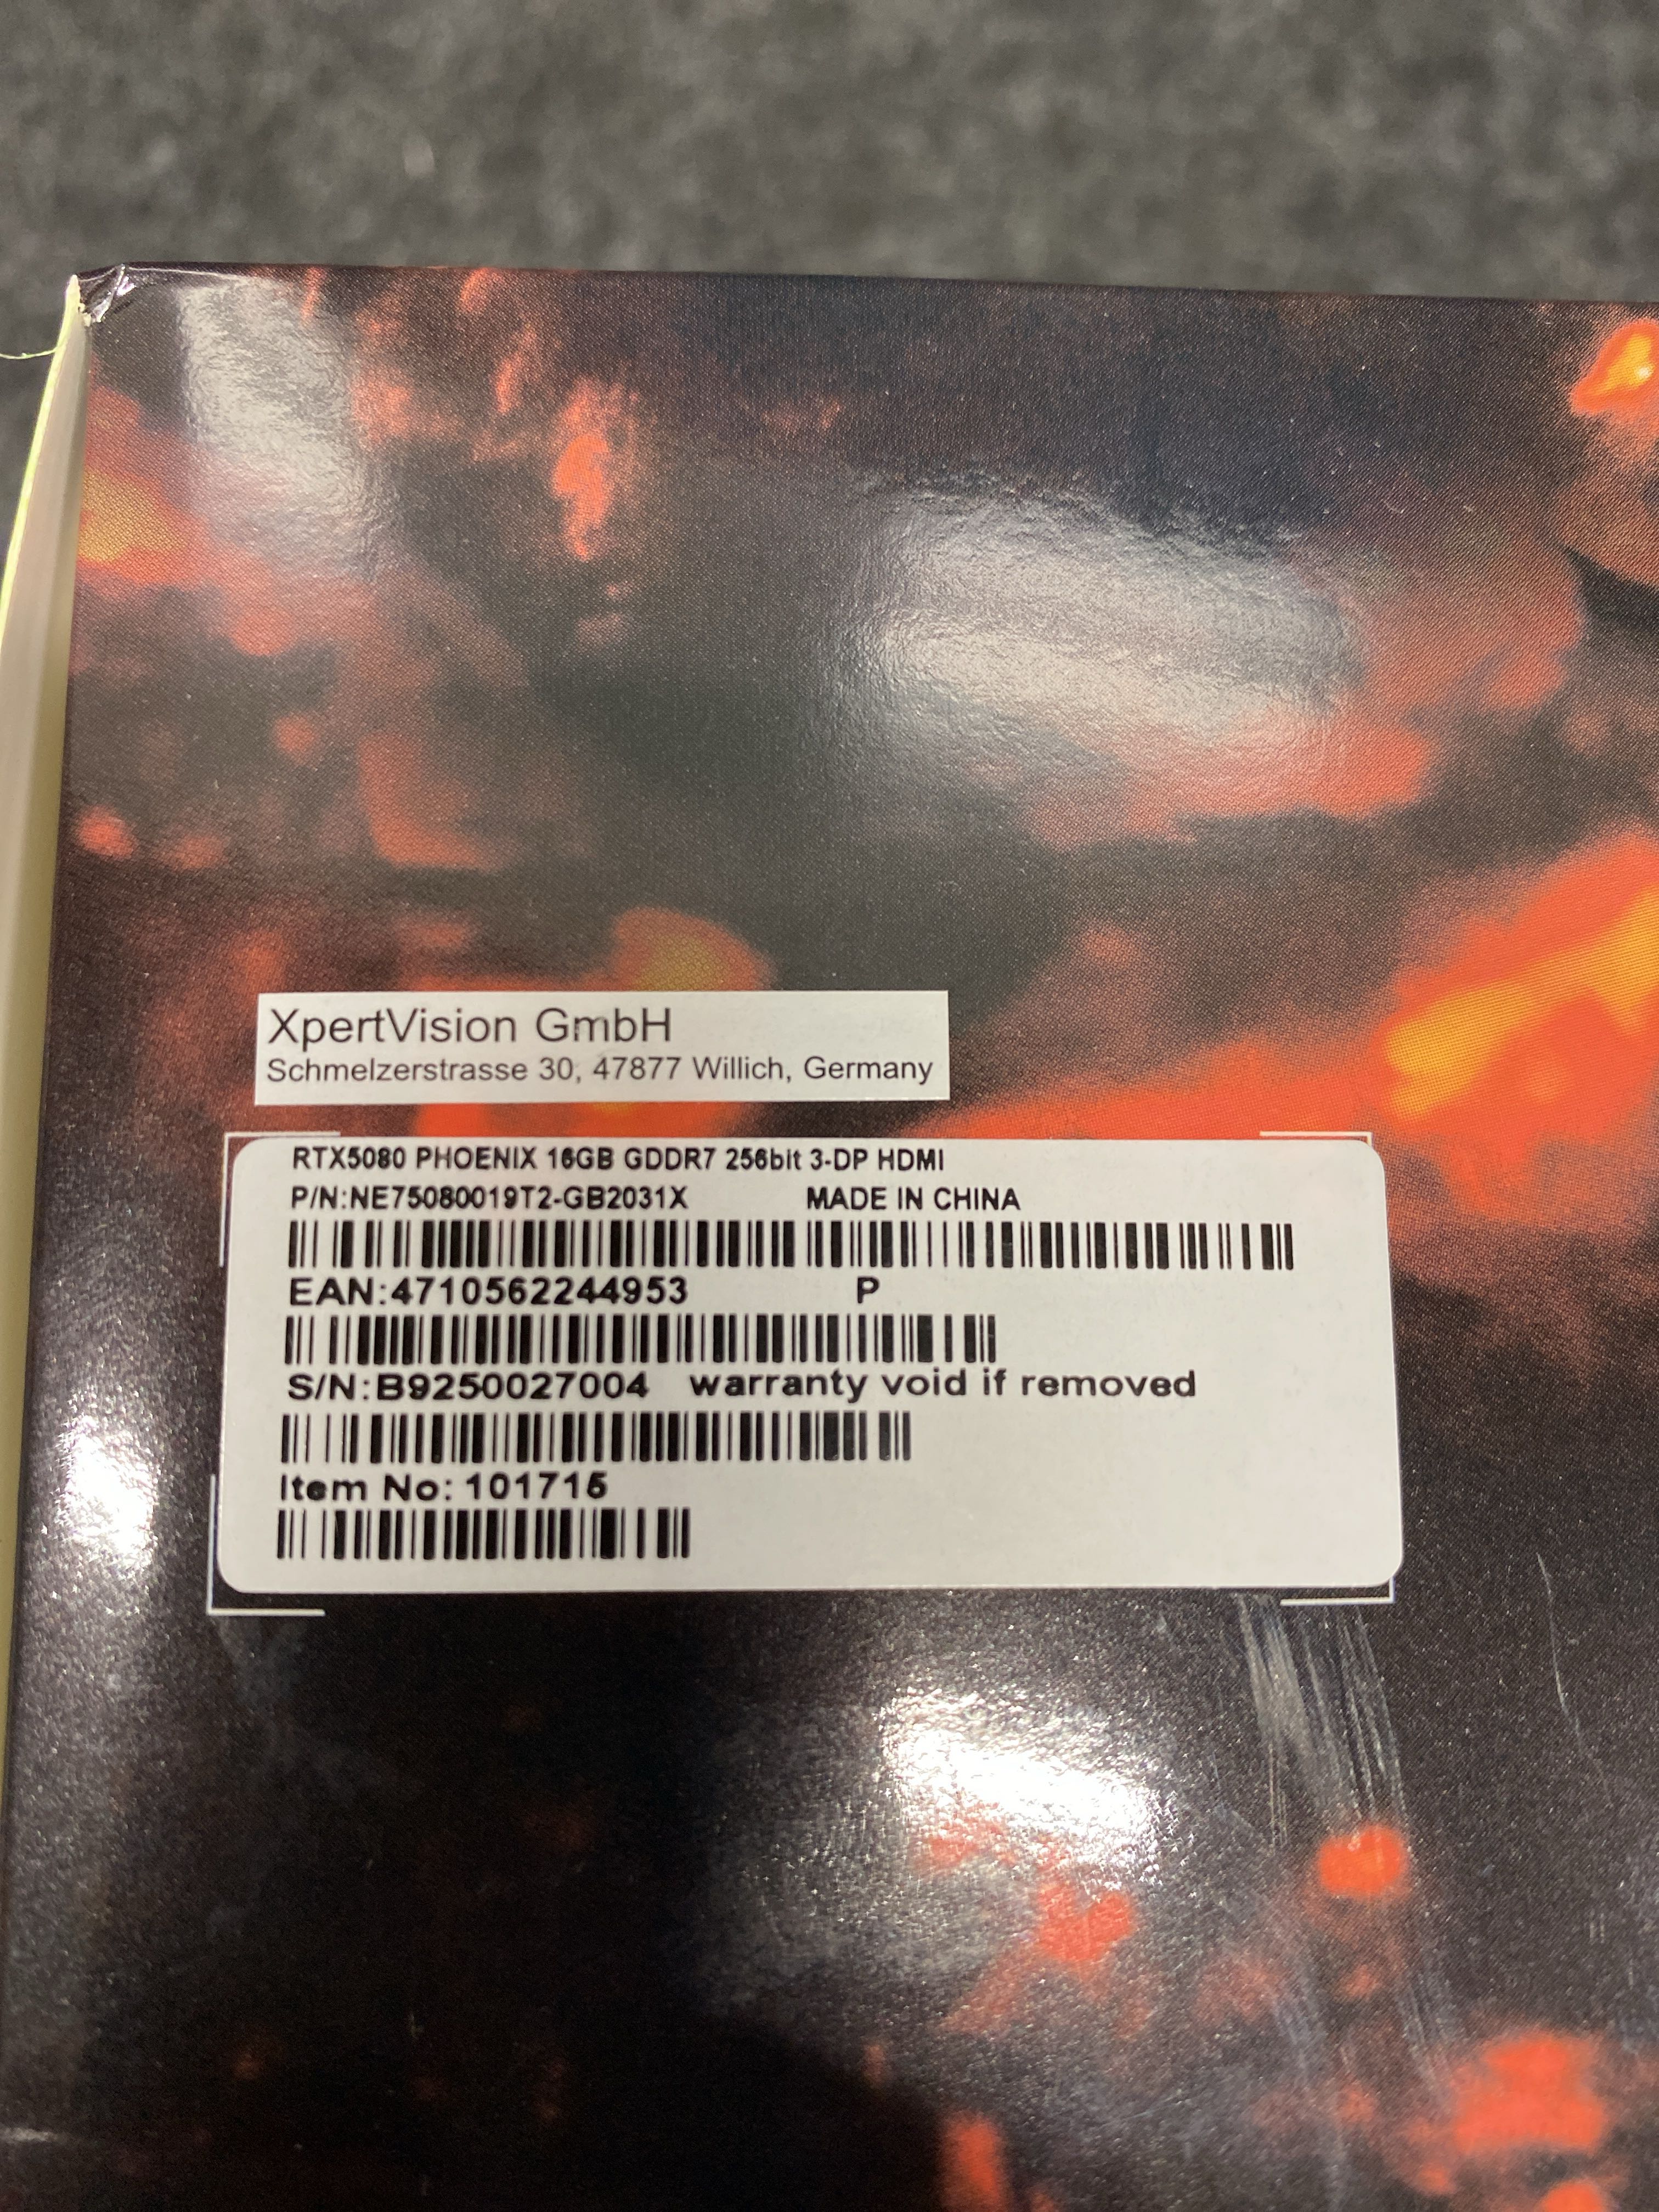 XpertVision GmbH
Schmelzerstrasse 30, 47877 Willich, Germany
RTX5080 PHOENIX 16GB GDDR7 256bit 3-DP HDMI
P/N:NE75080019T2-GB2031X MADE IN CHINA
EAN:4710562244953 P
S/N:B9250027004 warranty void if removed
Item No: 101715